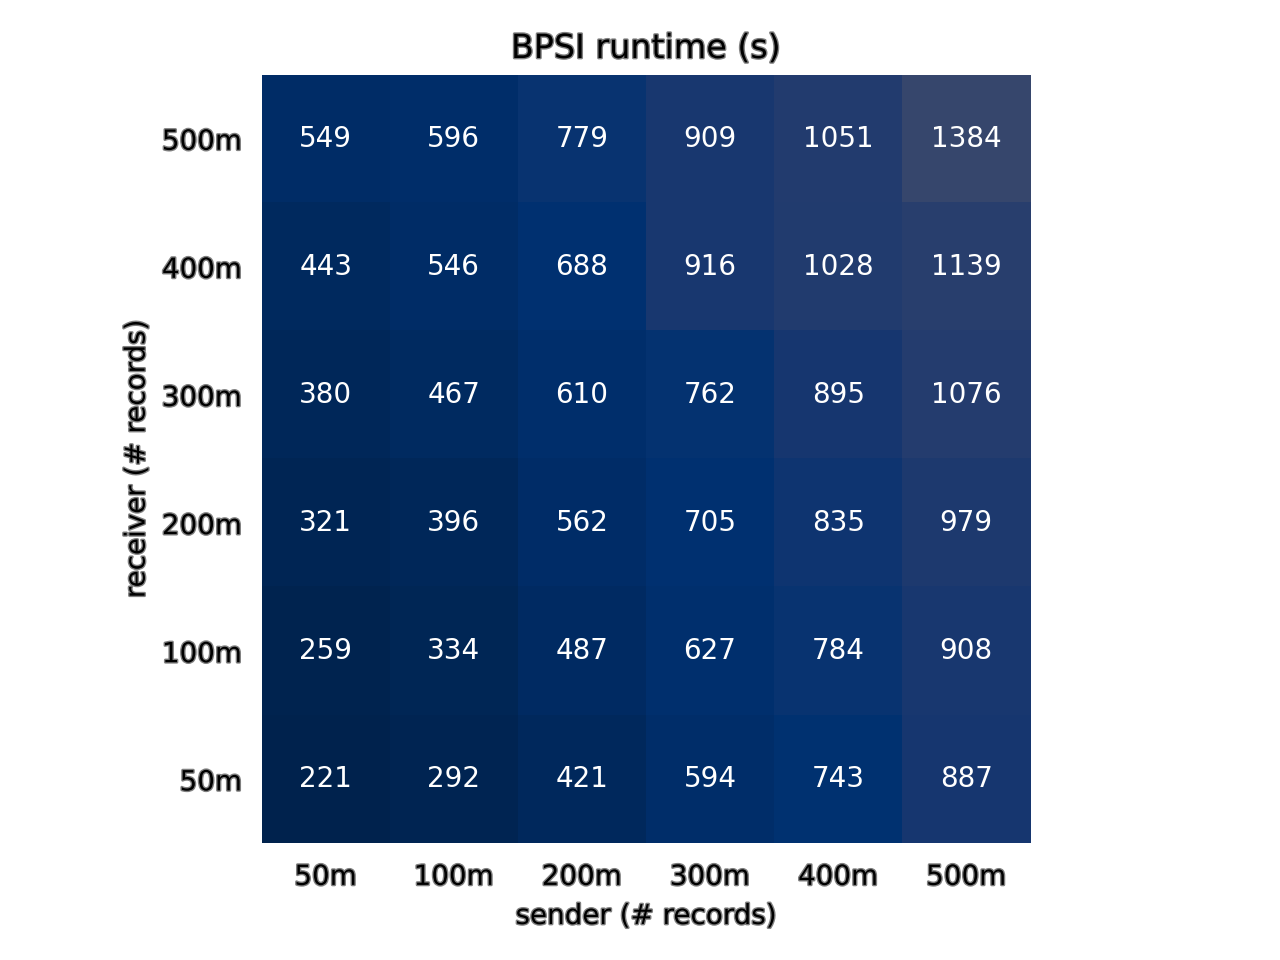 BPSI runtime (s)
receiver (# records)
500m 549 596 779 909 1051 1384
400m 443 546 688 916 1028 1139
300m 380 467 610 762 895 1076
200m 321 396 562 705 835 979
100m 259 334 487 627 784 908
50m 221 292 421 594 743 887
50m 100m 200m 300m 400m 500m
sender (# records)